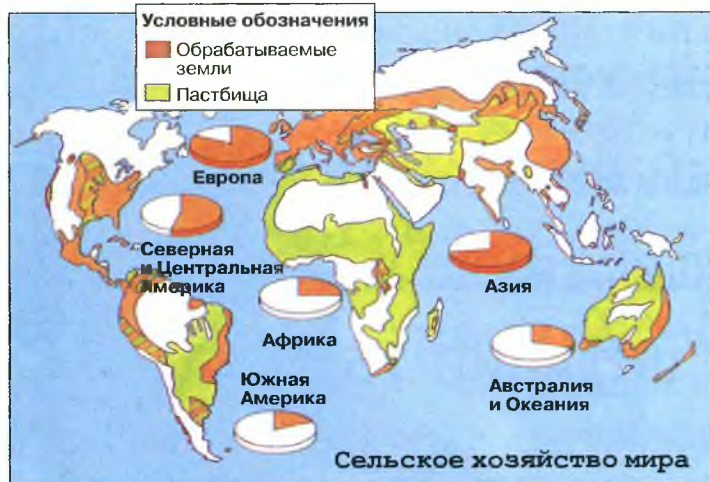 Условные обозначения
Обрабатываемые
земли
Пастбища
Европа
Северная
и Центральная
Америка
Африка
Азия
Южная
Америка
Австралия
и Океания
Сельское хозяйство мира